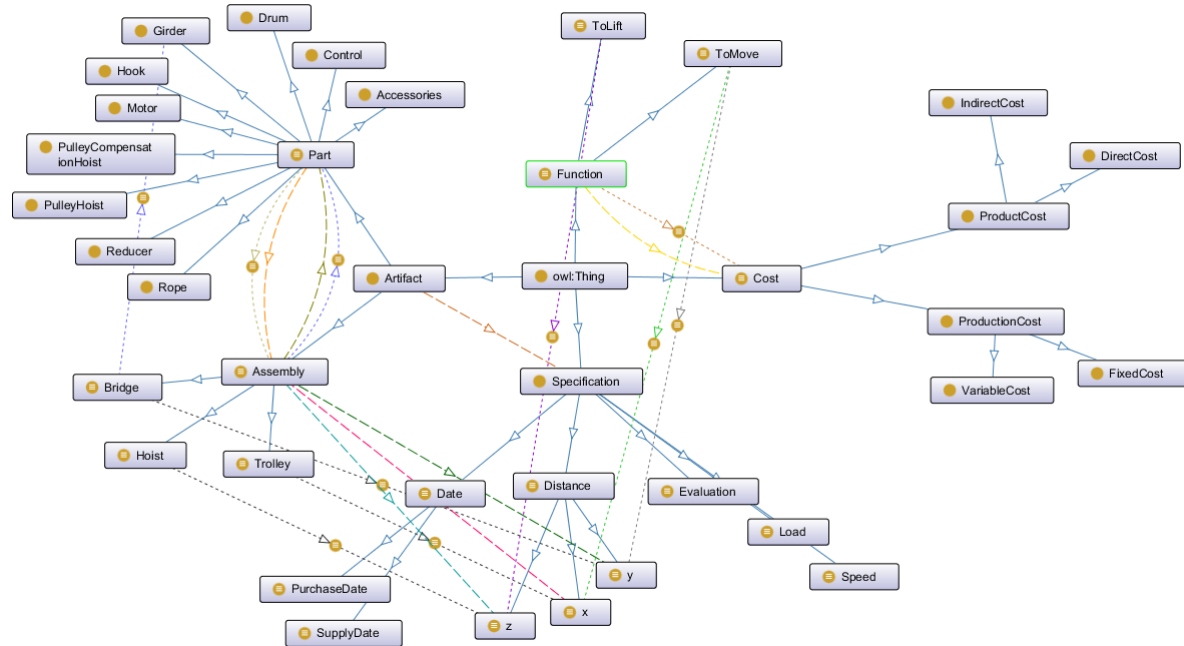 Drum
ToLift
Girder
Control
ToMove
Hook
Accessories
Motor
IndirectCost
PulleyCompensat
ionHoist
Part
DirectCost
Function
PulleyHoist
ProductCost
Reducer
Rope
Artifact
owl:Thing
Cost
ProductionCost
Assembly
Specification
FixedCost
Bridge
VariableCost
Hoist
Trolley
Date
Distance
Evaluation
Load
y
Speed
PurchaseDate
x
z
SupplyDate